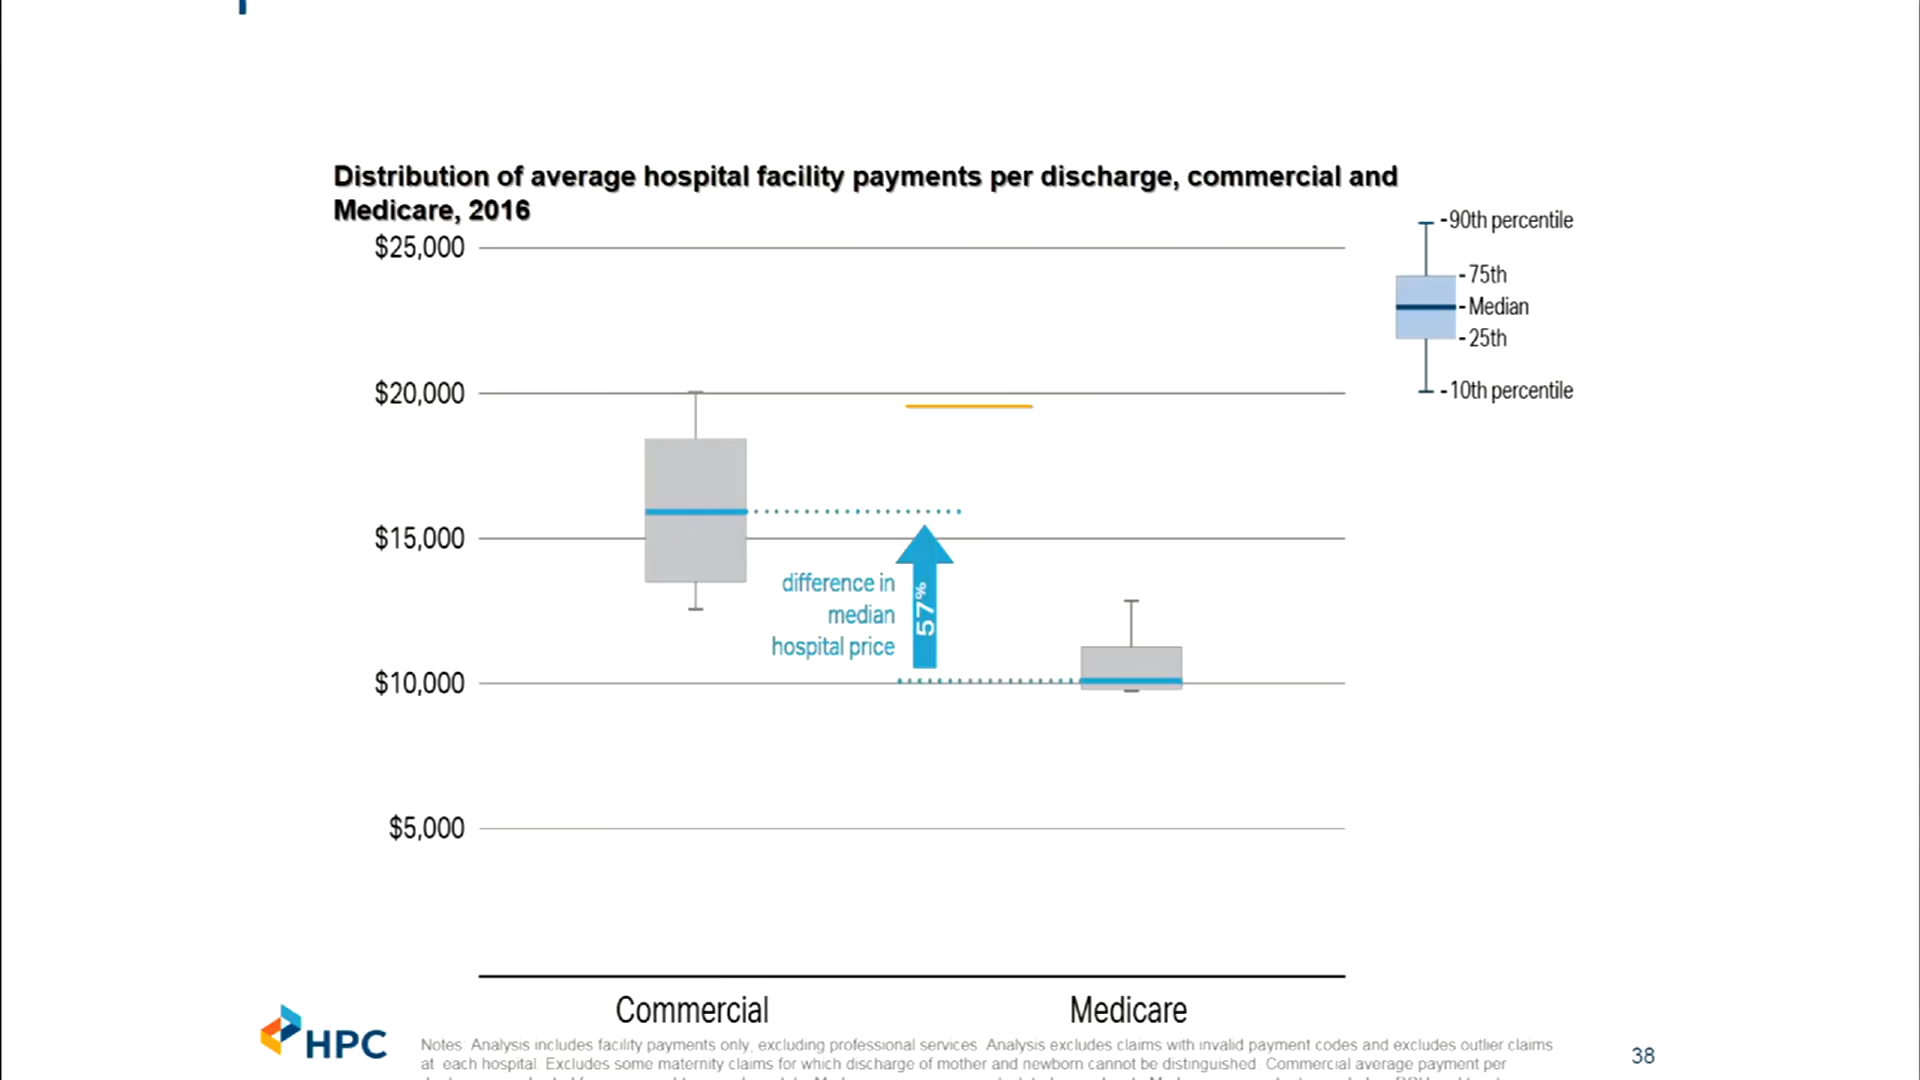 Distribution of average hospital facility payments per discharge, commercial and
Medicare, 2016
$25,000
$20,000
$15,000
$10,000
$5,000
-90th percentile
-75th
-Median
-25th
-10th percentile
difference in
median
hospital price
57%
Commercial
Medicare
HPC
Notes: Analysis includes facility payments only, excluding professional services. Analysis excludes claims with invalid payment codes and excludes outlier claims
at each hospital. Excludes some maternity claims for which discharge of mother and newborn cannot be distinguished. Commercial average payment per
38